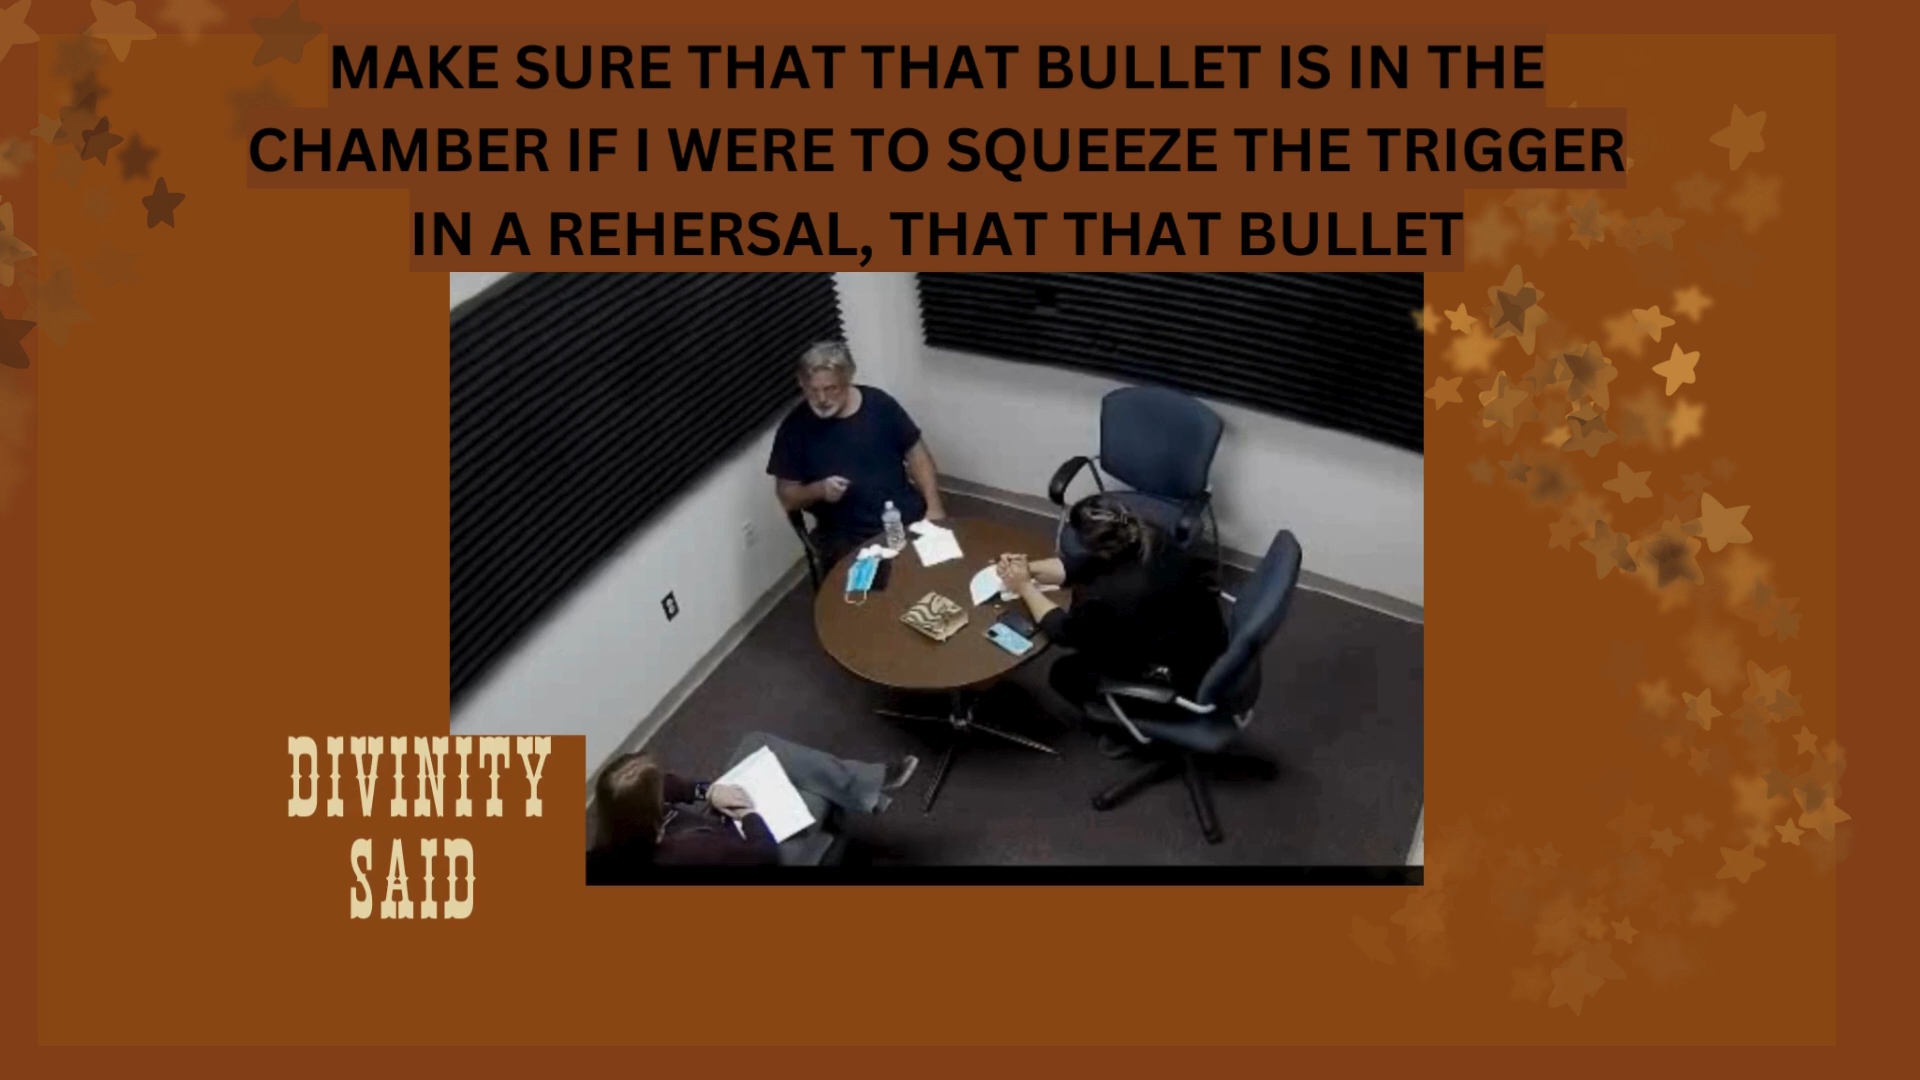 MAKE SURE THAT THAT BULLET IS IN THE
CHAMBER IF I WERE TO SQUEEZE THE TRIGGER
IN A REHERSAL, THAT THAT BULLET
DIVINITY
SAID